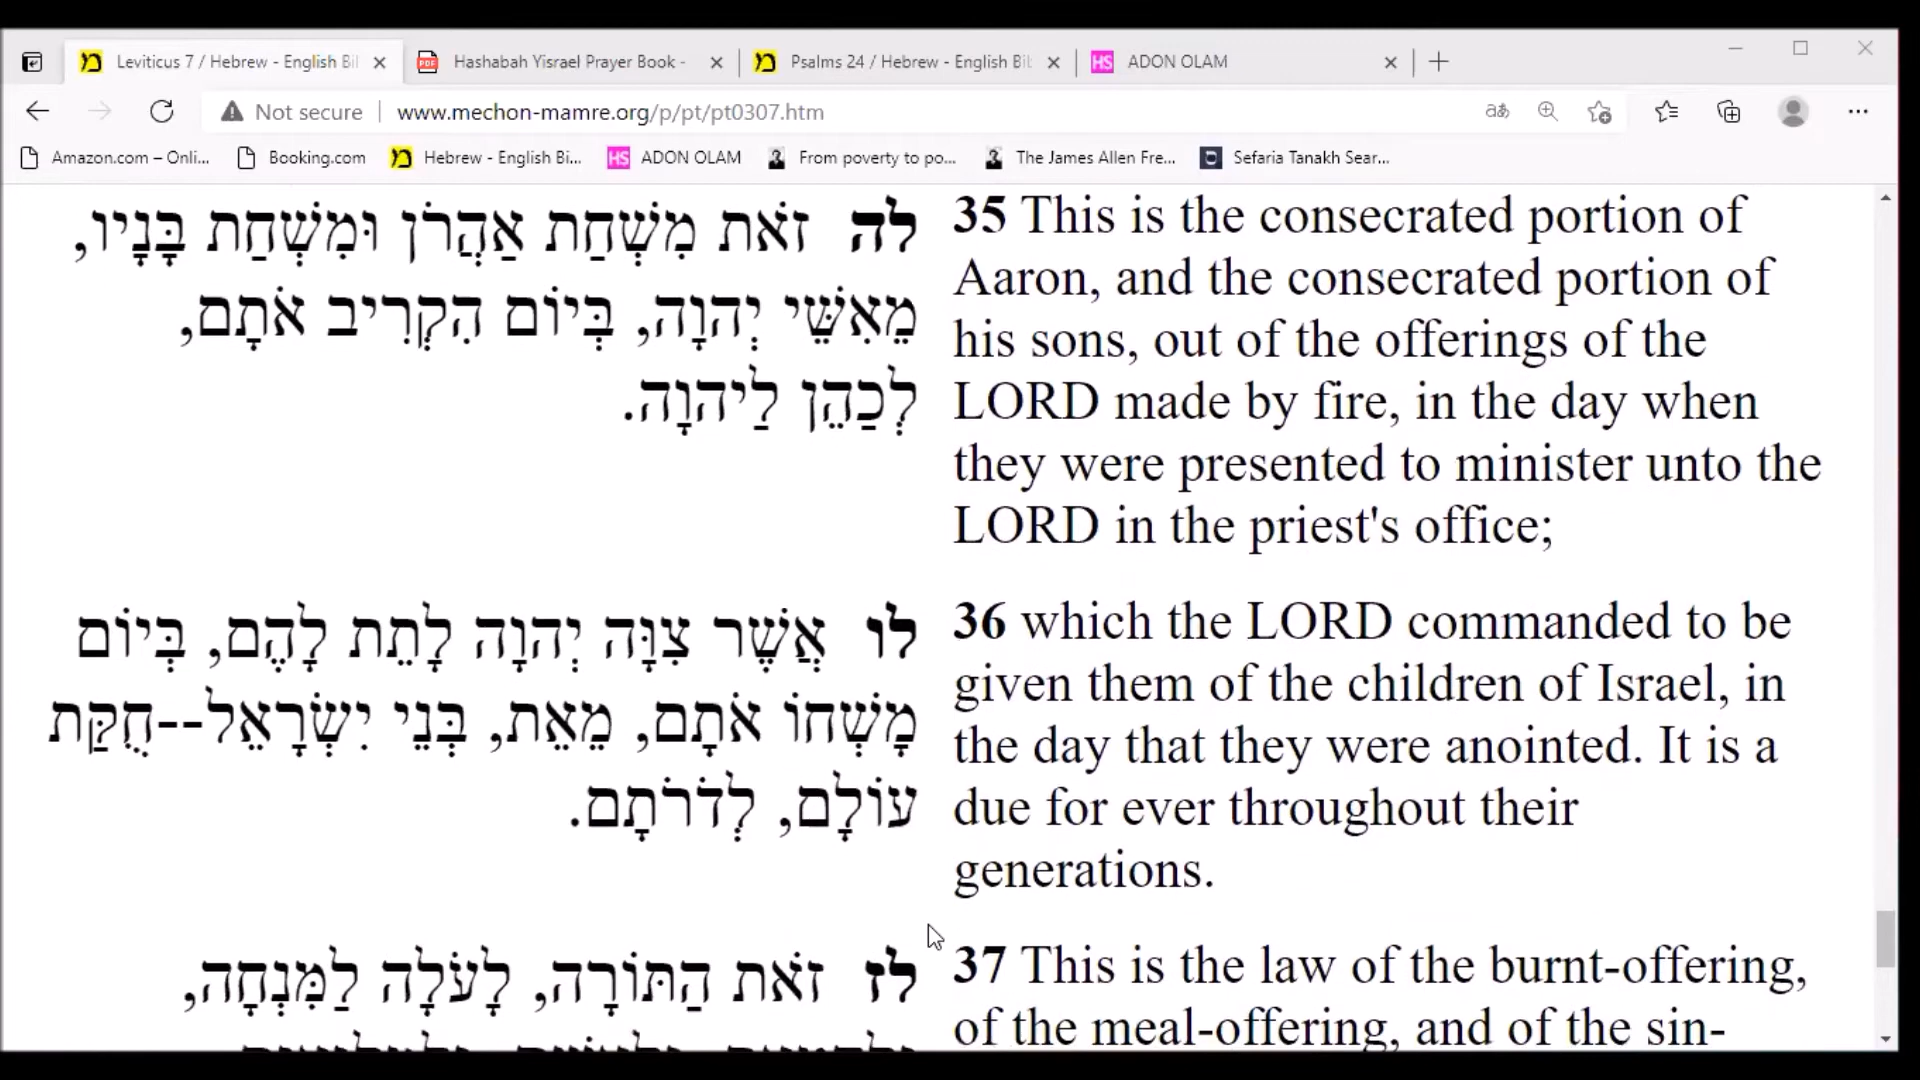 Leviticus 7 / Hebrew - English Bi
Hashabah Yisrael Prayer Book -
Psalms 24 / Hebrew - English Bi
HS ADON OLAM
Not secure www.mechon-mamre.org/p/pt/pt0307.htm
Amazon.com – Onli...
Booking.com
Hebrew - English Bi...
HS ADON OLAM
From poverty to po...
The James Allen Fre...
Sefaria Tanakh Sear...
לה זֹאת מִשְׁחַת אַהֲרֹן וּמִשְׁחַת בָּנָיו,
מֵאִשֵּׁי יְהוָה, בְּיוֹם הִקְרִיב אֹתָם,
לְכַהֵן לַיהוָה.
35 This is the consecrated portion of
Aaron, and the consecrated portion of
his sons, out of the offerings of the
LORD made by fire, in the day when
they were presented to minister unto the
LORD in the priest's office;
לו אֲשֶׁר צִוָּה יְהוָה לָתֵת לָהֶם, בְּיוֹם
מָשְׁחוֹ אֹתָם, מֵאֵת, בְּנֵי יִשְׂרָאֵל--חֻקַּת
עוֹלָם, לְדֹרֹתָם.
36 which the LORD commanded to be
given them of the children of Israel, in
the day that they were anointed. It is a
due for ever throughout their
generations.
לז זֹאת הַתּוֹרָה, לָעֹלָה לַמִּנְחָה,
37 This is the law of the burnt-offering,
of the meal-offering, and of the sin-